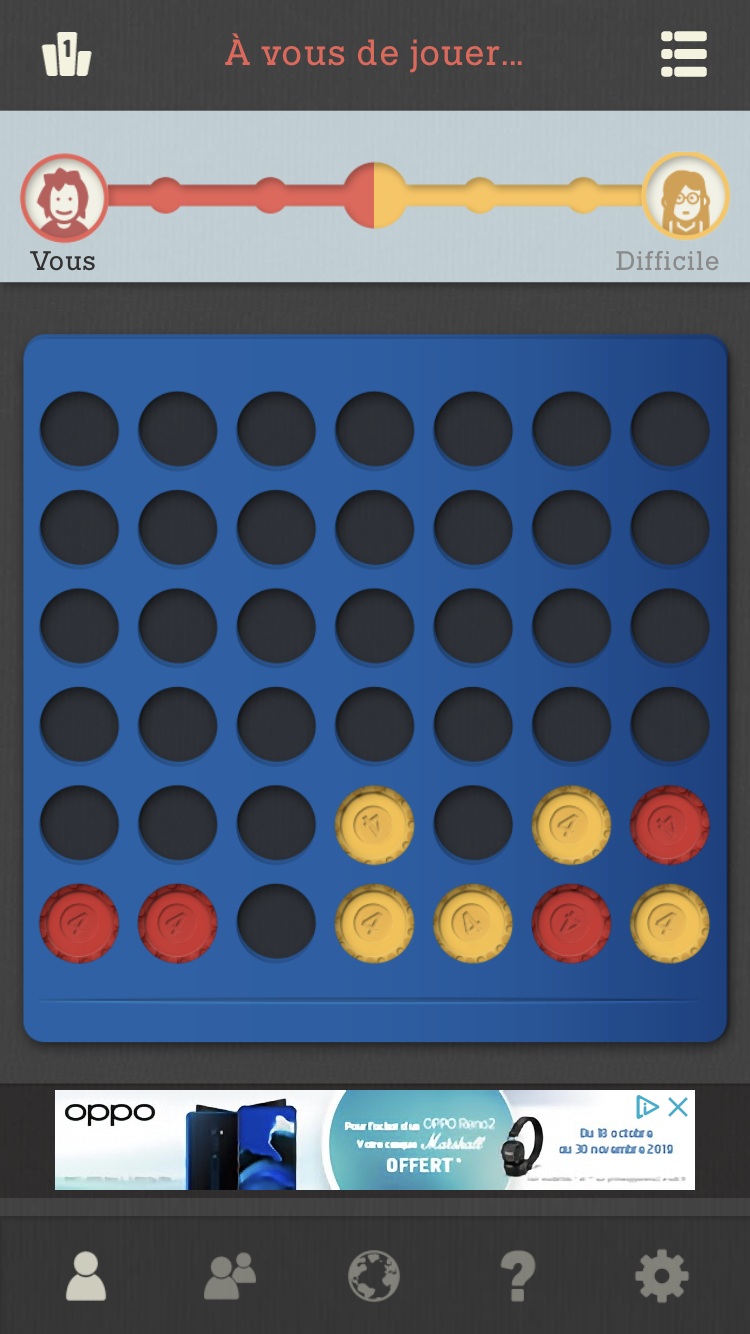 1
À vous de jouer...
Vous
Difficile
oppo
Pour l'achat d'un OPPO Reno2
Votre casque Marshall
OFFERT*
Du 18 octobre
au 30 novembre 2019
?